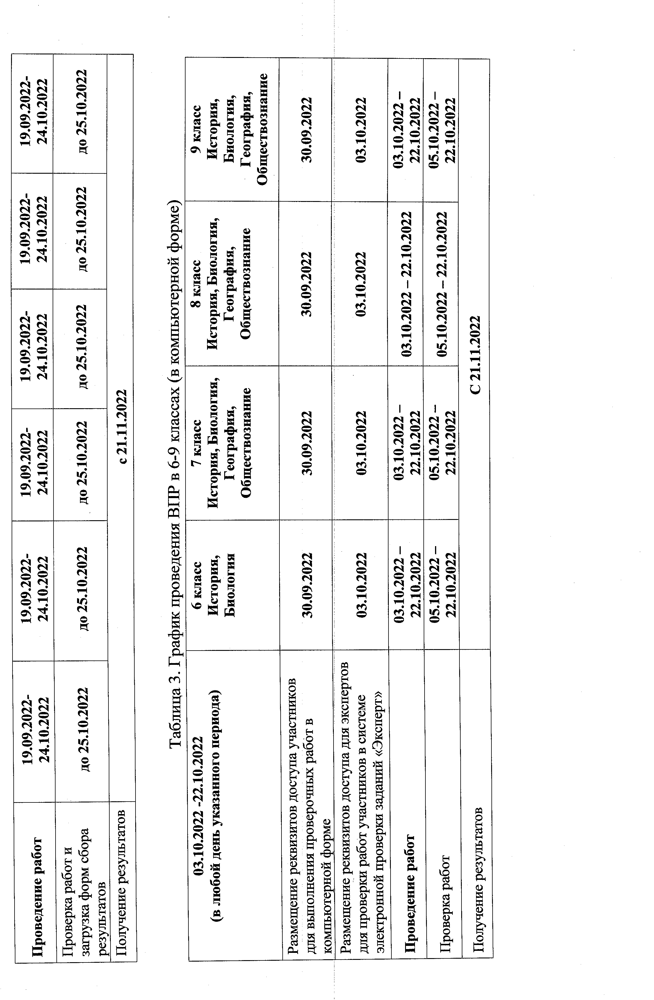 Проведение работ
19.09.2022-
24.10.2022
19.09.2022-
24.10.2022
19.09.2022-
24.10.2022
19.09.2022-
24.10.2022
19.09.2022-
24.10.2022
19.09.2022-
24.10.2022
Проверка работ и
загрузка форм сбора
результатов
до 25.10.2022
до 25.10.2022
до 25.10.2022
до 25.10.2022
до 25.10.2022
до 25.10.2022
Получение результатов
с 21.11.2022
Таблица 3. График проведения ВПР в 6-9 классах (в компьютерной форме)
03.10.2022 -22.10.2022
(в любой день указанного периода)
6 класс
История,
Биология
7 класс
История, Биология,
География,
Обществознание
8 класс
История, Биология,
География,
Обществознание
9 класс
История,
Биология,
География,
Обществознание
Размещение реквизитов доступа участников
для выполнения проверочных работ в
компьютерной форме
30.09.2022
30.09.2022
30.09.2022
30.09.2022
Размещение реквизитов доступа для экспертов
для проверки работ участников в системе
электронной проверки заданий «Эксперт»
03.10.2022
03.10.2022
03.10.2022
03.10.2022
Проведение работ
03.10.2022 –
22.10.2022
03.10.2022 –
22.10.2022
03.10.2022 – 22.10.2022
03.10.2022 –
22.10.2022
Проверка работ
05.10.2022 –
22.10.2022
05.10.2022 –
22.10.2022
05.10.2022 – 22.10.2022
05.10.2022 –
22.10.2022
Получение результатов
С 21.11.2022